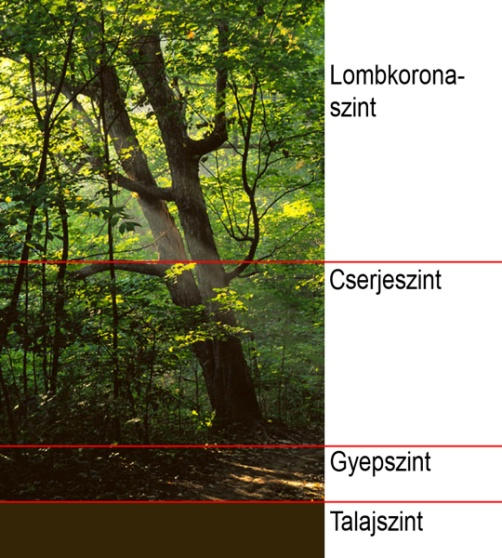 Lombkorona-
szint
Cserjeszint
Gyepszint
Talajszint